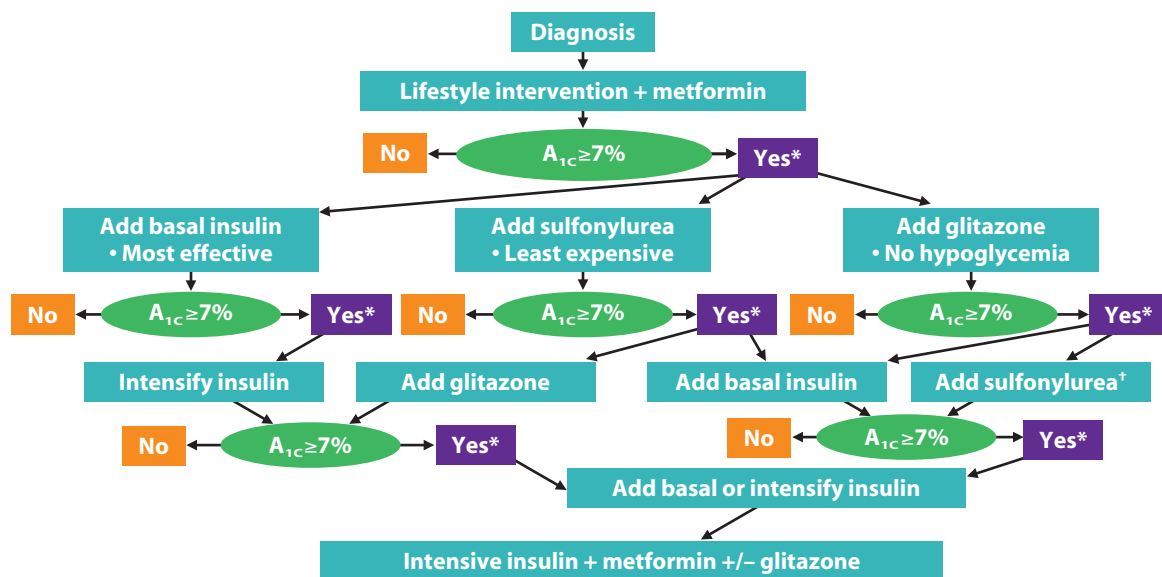 Diagnosis
Lifestyle intervention + metformin
No
A1C≥7%
Yes*
Add basal insulin
• Most effective
Add sulfonylurea
• Least expensive
Add glitazone
• No hypoglycemia
No
A1C≥7%
Yes*
No
A1C≥7%
Yes*
No
A1C≥7%
Yes*
Intensify insulin
Add glitazone
Add basal insulin
Add sulfonylurea†
No
A1C≥7%
Yes*
No
A1C≥7%
Yes*
Add basal or intensify insulin
Intensive insulin + metformin +/– glitazone